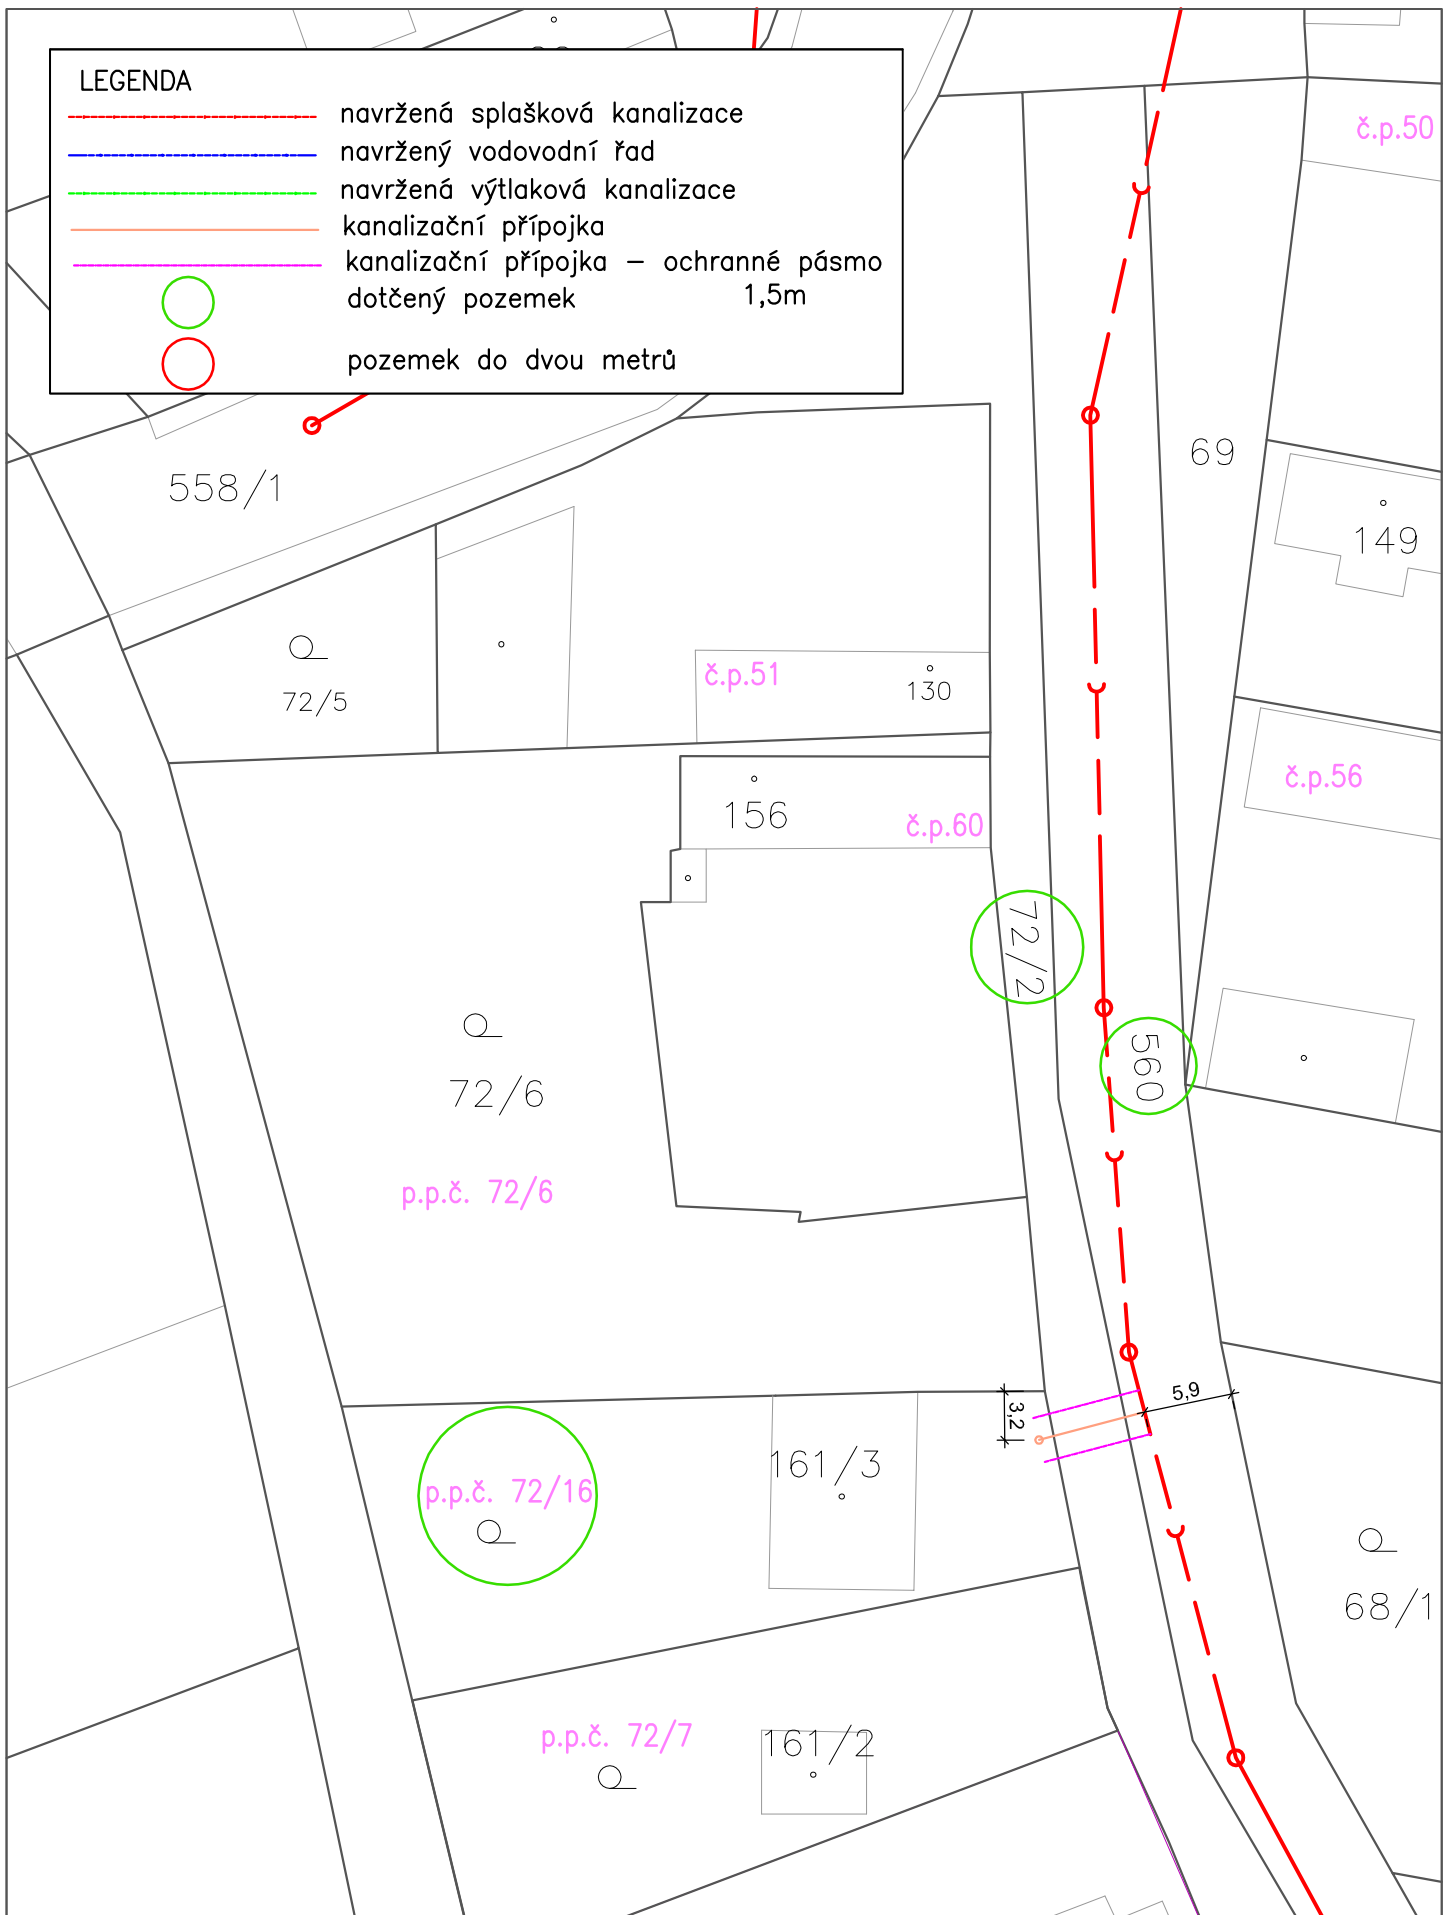 LEGENDA
navržená splašková kanalizace
navržený vodovodní řad
navržená výtlaková kanalizace
kanalizační přípojka
kanalizační přípojka – ochranné pásmo
dotčený pozemek 1,5m
pozemek do dvou metrů
č.p.50
69
558/1
149
72/5
č.p.51
130
č.p.56
156
č.p.60
72/2
560
72/6
p.p.č. 72/6
5,9
3,2
161/3
p.p.č. 72/16
68/1
p.p.č. 72/7
161/2